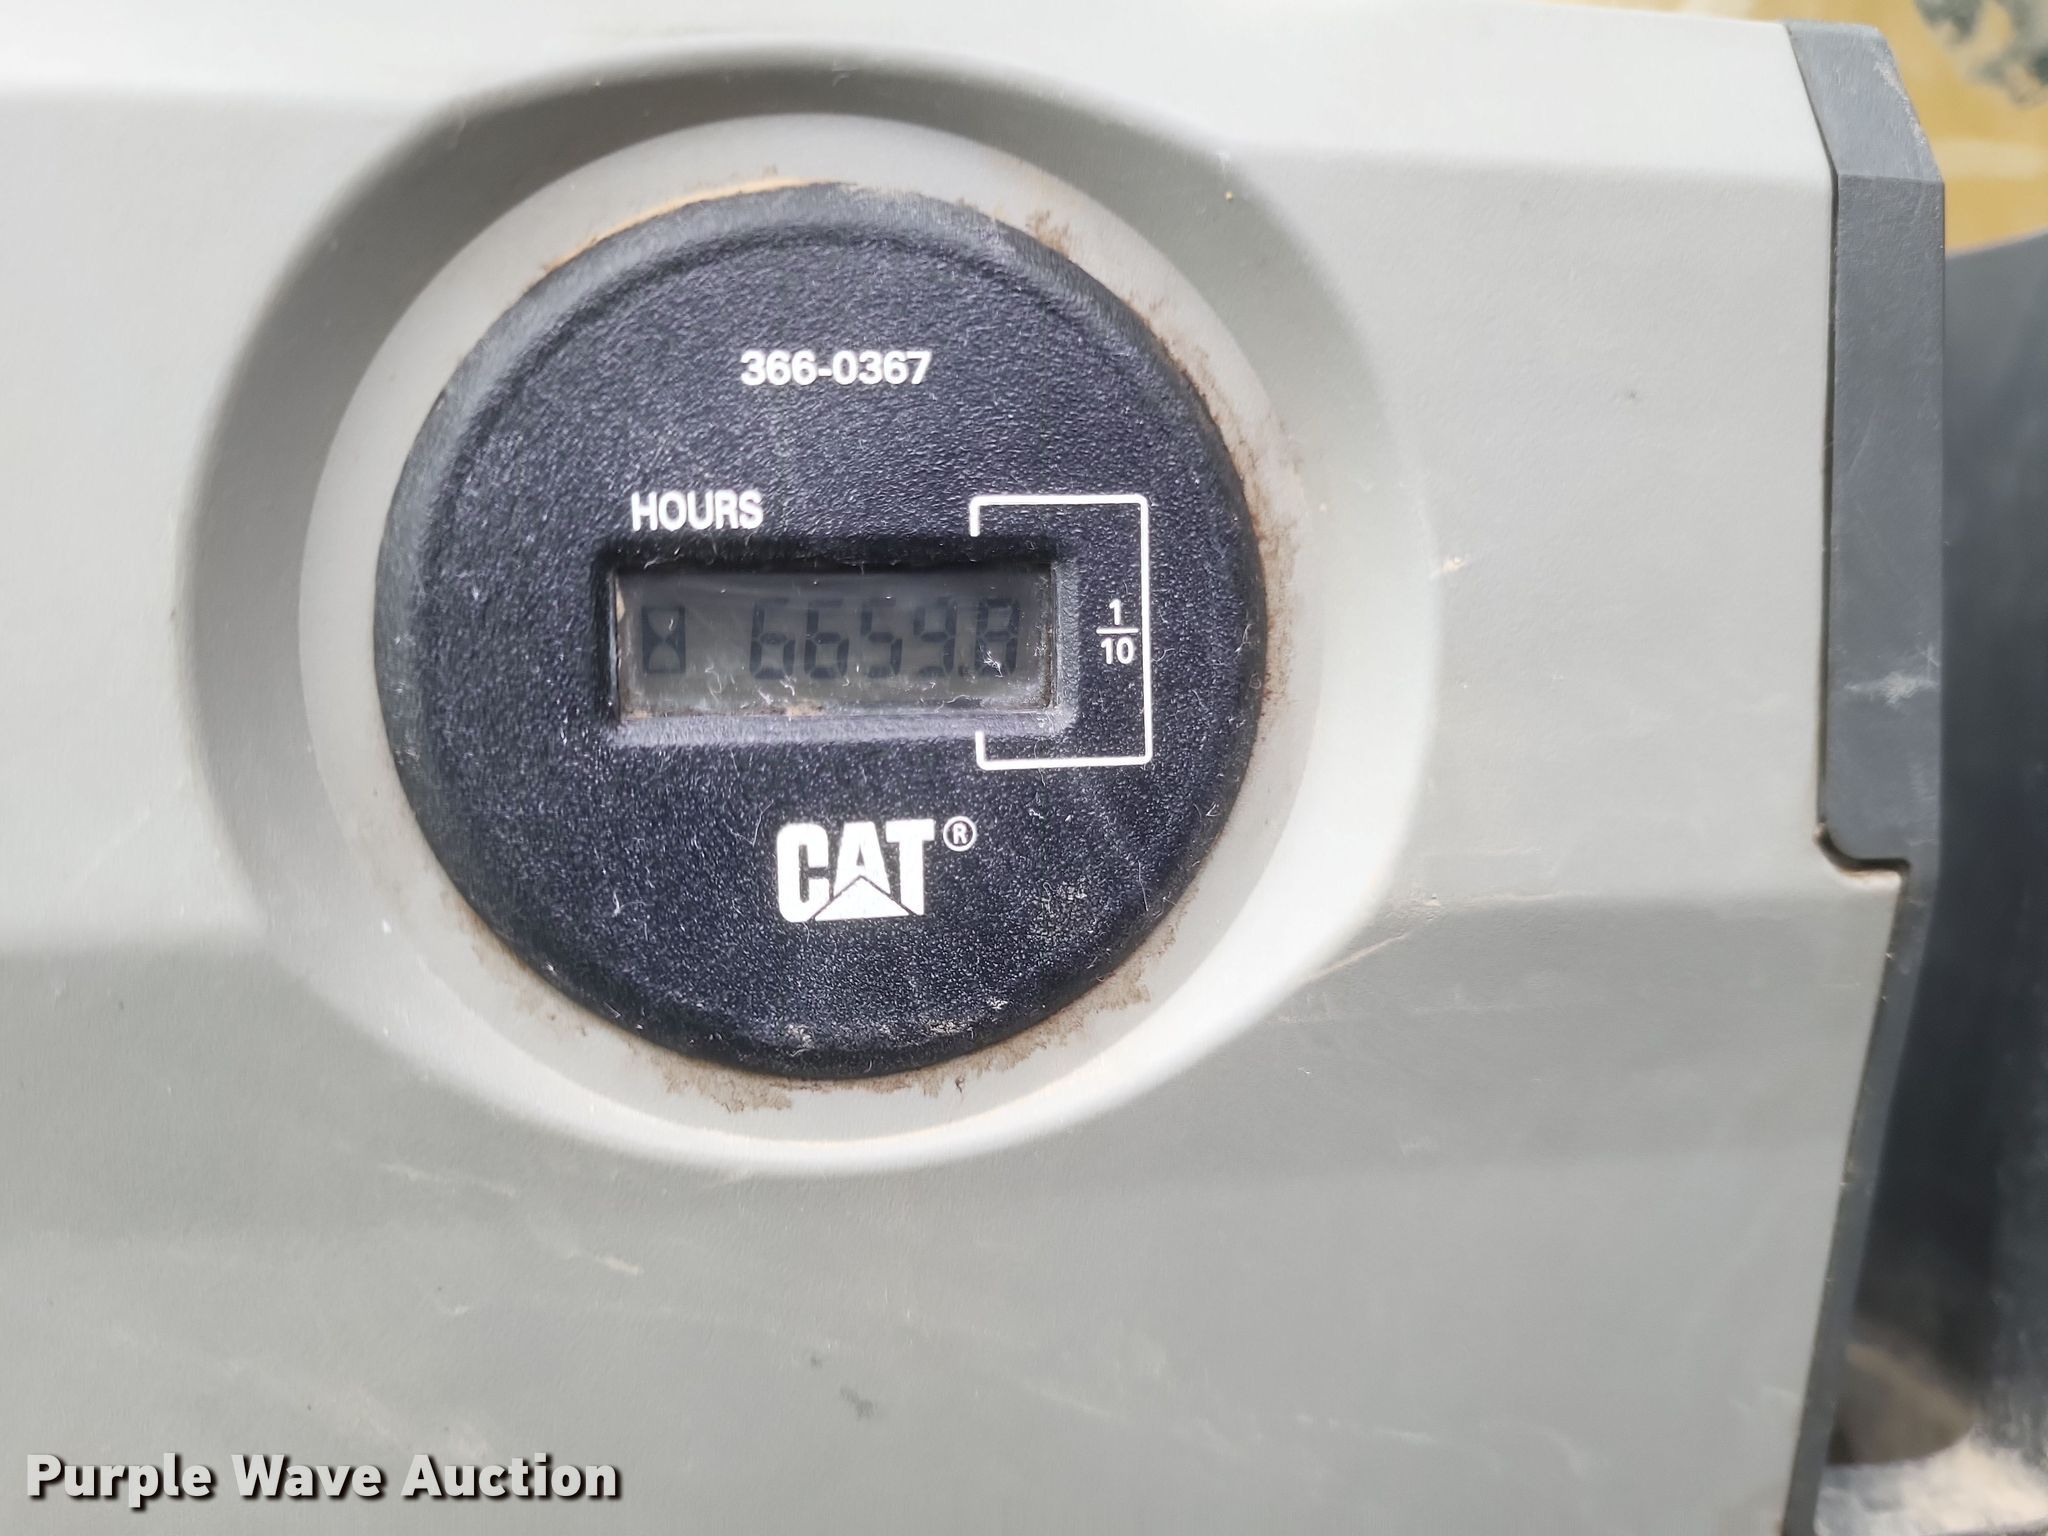 366-0367
HOURS
6659.8
1
10
CAT®
Purple Wave Auction